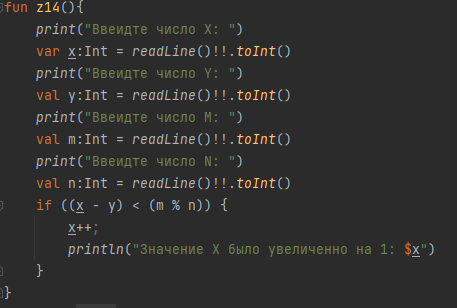 fun z14(){
    print("Ввеидте число X: ")
    var x:Int = readLine()!!.toInt()
    print("Ввеидте число Y: ")
    val y:Int = readLine()!!.toInt()
    print("Ввеидте число M: ")
    val m:Int = readLine()!!.toInt()
    print("Ввеидте число N: ")
    val n:Int = readLine()!!.toInt()
    if ((x - y) < (m % n)) {
        x++;
        println("Значение X было увеличенно на 1: $x")
    }
}